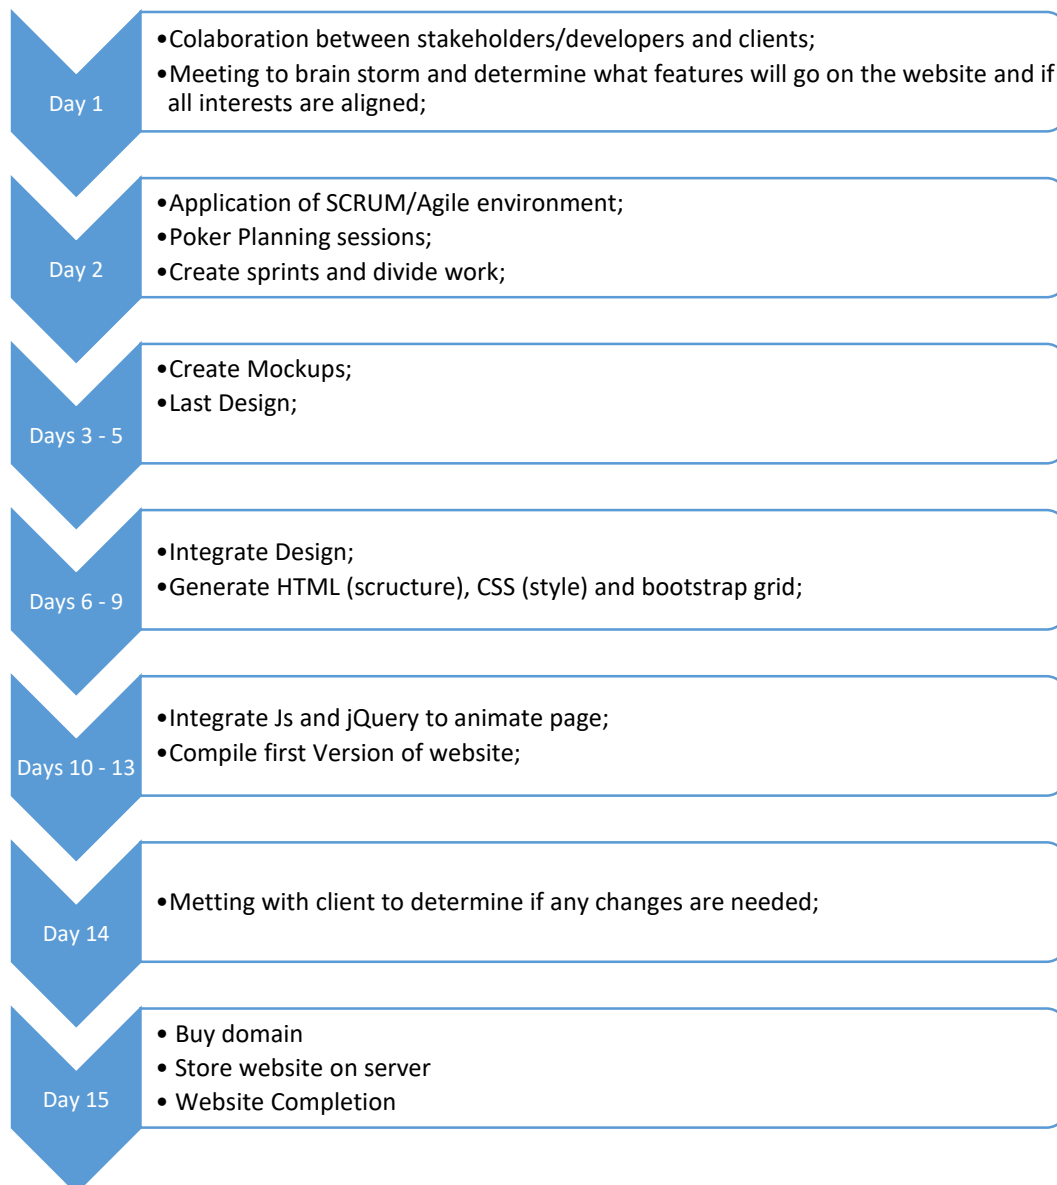 Day 1
•Colaboration between stakeholders/developers and clients;
•Meeting to brain storm and determine what features will go on the website and if
all interests are aligned;
Day 2
•Application of SCRUM/Agile environment;
•Poker Planning sessions;
•Create sprints and divide work;
Days 3 - 5
•Create Mockups;
•Last Design;
Days 6 - 9
•Integrate Design;
•Generate HTML (scructure), CSS (style) and bootstrap grid;
Days 10 - 13
•Integrate Js and jQuery to animate page;
•Compile first Version of website;
Day 14
•Metting with client to determine if any changes are needed;
Day 15
• Buy domain
• Store website on server
• Website Completion